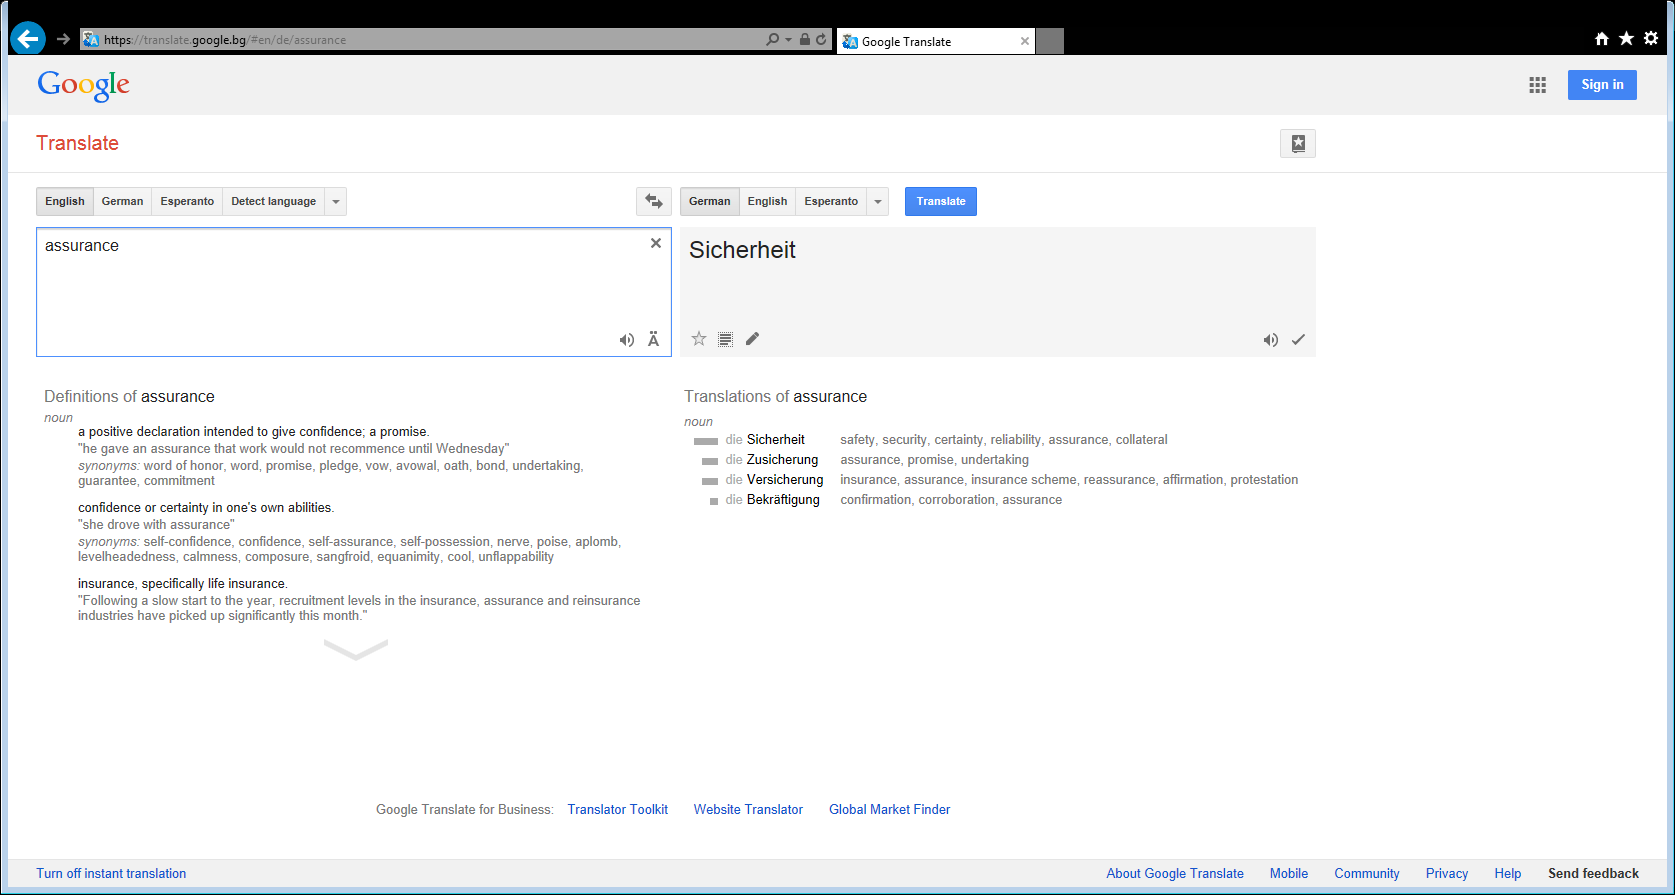 https://translate.google.bg/#en/de/assurance
Google Translate
Google
Sign in
Translate
English German Esperanto Detect language
German English Esperanto Translate
assurance
Sicherheit
Ä
Definitions of assurance
noun
a positive declaration intended to give confidence; a promise.
"he gave an assurance that work would not recommence until Wednesday"
synonyms: word of honor, word, promise, pledge, vow, avowal, oath, bond, undertaking,
guarantee, commitment
confidence or certainty in one's own abilities.
"she drove with assurance"
synonyms: self-confidence, confidence, self-assurance, self-possession, nerve, poise, aplomb,
levelheadedness, calmness, composure, sangfroid, equanimity, cool, unflappability
insurance, specifically life insurance.
"Following a slow start to the year, recruitment levels in the insurance, assurance and reinsurance
industries have picked up significantly this month."
Translations of assurance
noun
die Sicherheit safety, security, certainty, reliability, assurance, collateral
die Zusicherung assurance, promise, undertaking
die Versicherung insurance, assurance, insurance scheme, reassurance, affirmation, protestation
die Bekräftigung confirmation, corroboration, assurance
Google Translate for Business: Translator Toolkit Website Translator Global Market Finder
Turn off instant translation
About Google Translate Mobile Community Privacy Help Send feedback